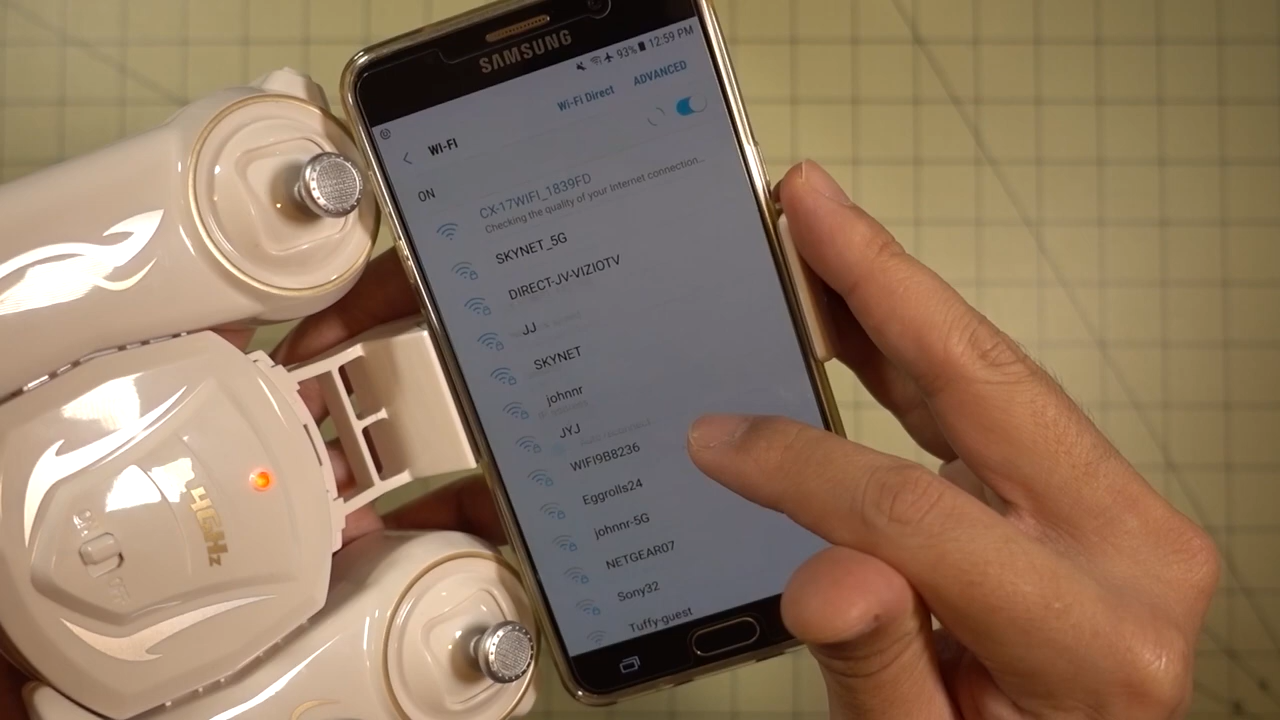 SAMSUNG
93% 12:59 PM
Wi-Fi Direct ADVANCED
WI-FI
ON
CX-17WIFI_1839FD
Checking the quality of your Internet connection...
SKYNET_5G
DIRECT-JV-VIZIOTV
JJ
SKYNET
johnnr
JYJ
WIFI9B8236
Eggrolls24
johnnr-5G
NETGEAR07
Sony32
Tuffy-guest
4GHz